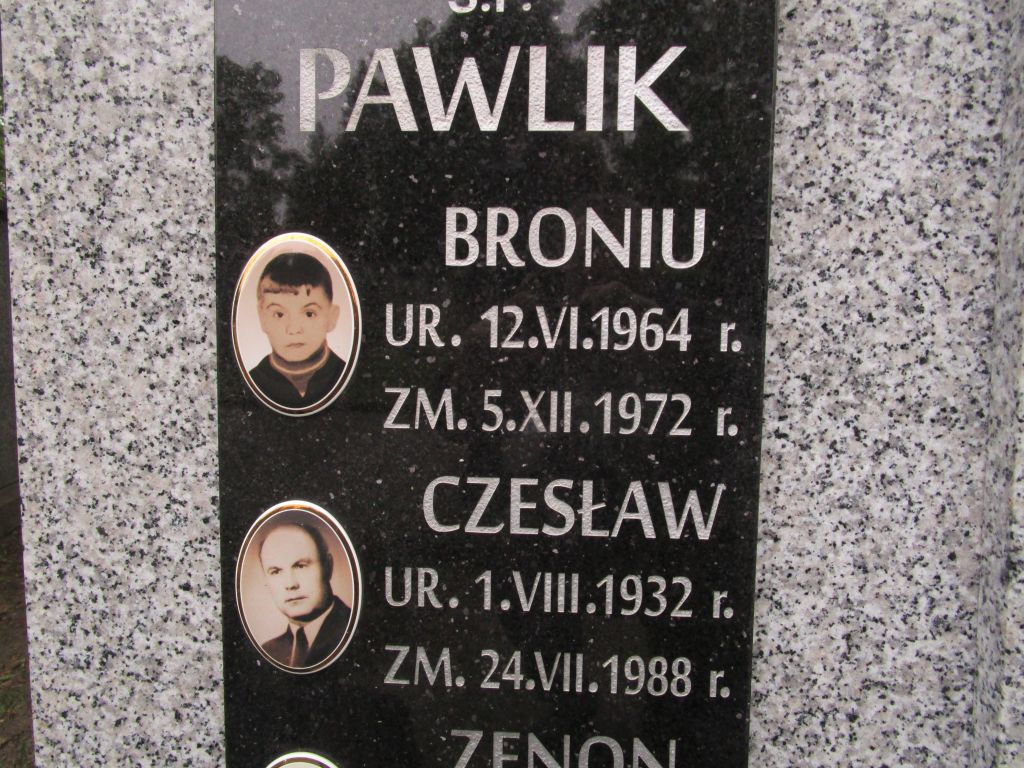 Ś.P.
PAWLIK
BRONIU
UR. 12.VI.1964 r.
ZM. 5.XII.1972 r.
CZESŁAW
UR. 1.VIII.1932 r.
ZM. 24.VII.1988 r.
ZENON